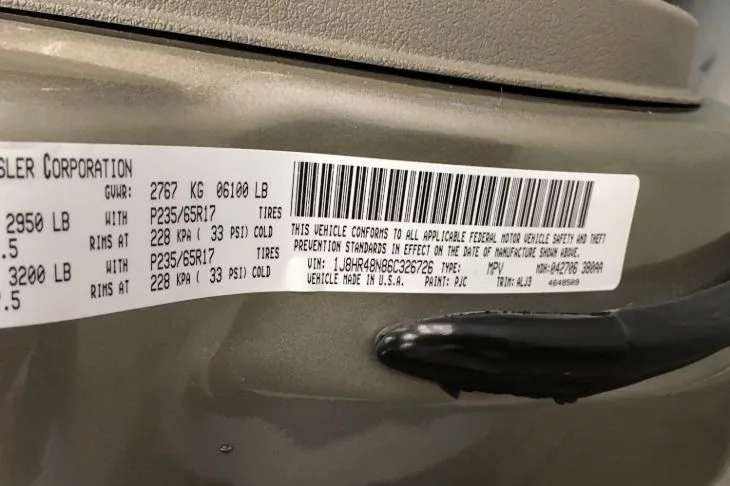 SLER CORPORATION
GVWR: 2767 KG 06100 LB
2950 LB WITH P235/65R17 TIRES
.5 RIMS AT 228 KPA ( 33 PSI) COLD
3200 LB WITH P235/65R17 TIRES
.5 RIMS AT 228 KPA ( 33 PSI) COLD
THIS VEHICLE CONFORMS TO ALL APPLICABLE FEDERAL MOTOR VEHICLE SAFETY AND THEFT
PREVENTION STANDARDS IN EFFECT ON THE DATE OF MANUFACTURE SHOWN ABOVE.
VIN: 1J8HR48N86C326726 TYPE: MPV MDH:042706 380AA
VEHICLE MADE IN U.S.A. PAINT: PJC TRIM: ALJ3 4648509